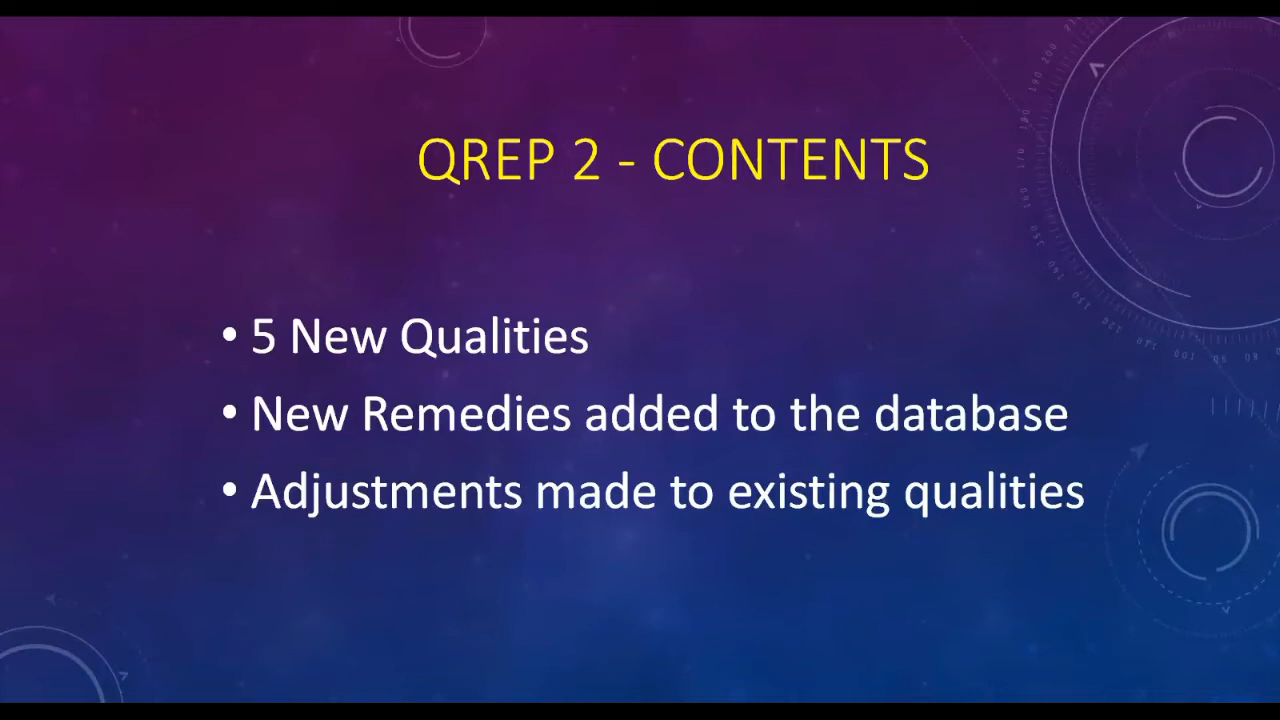 QREP 2 - CONTENTS
• 5 New Qualities
• New Remedies added to the database
• Adjustments made to existing qualities